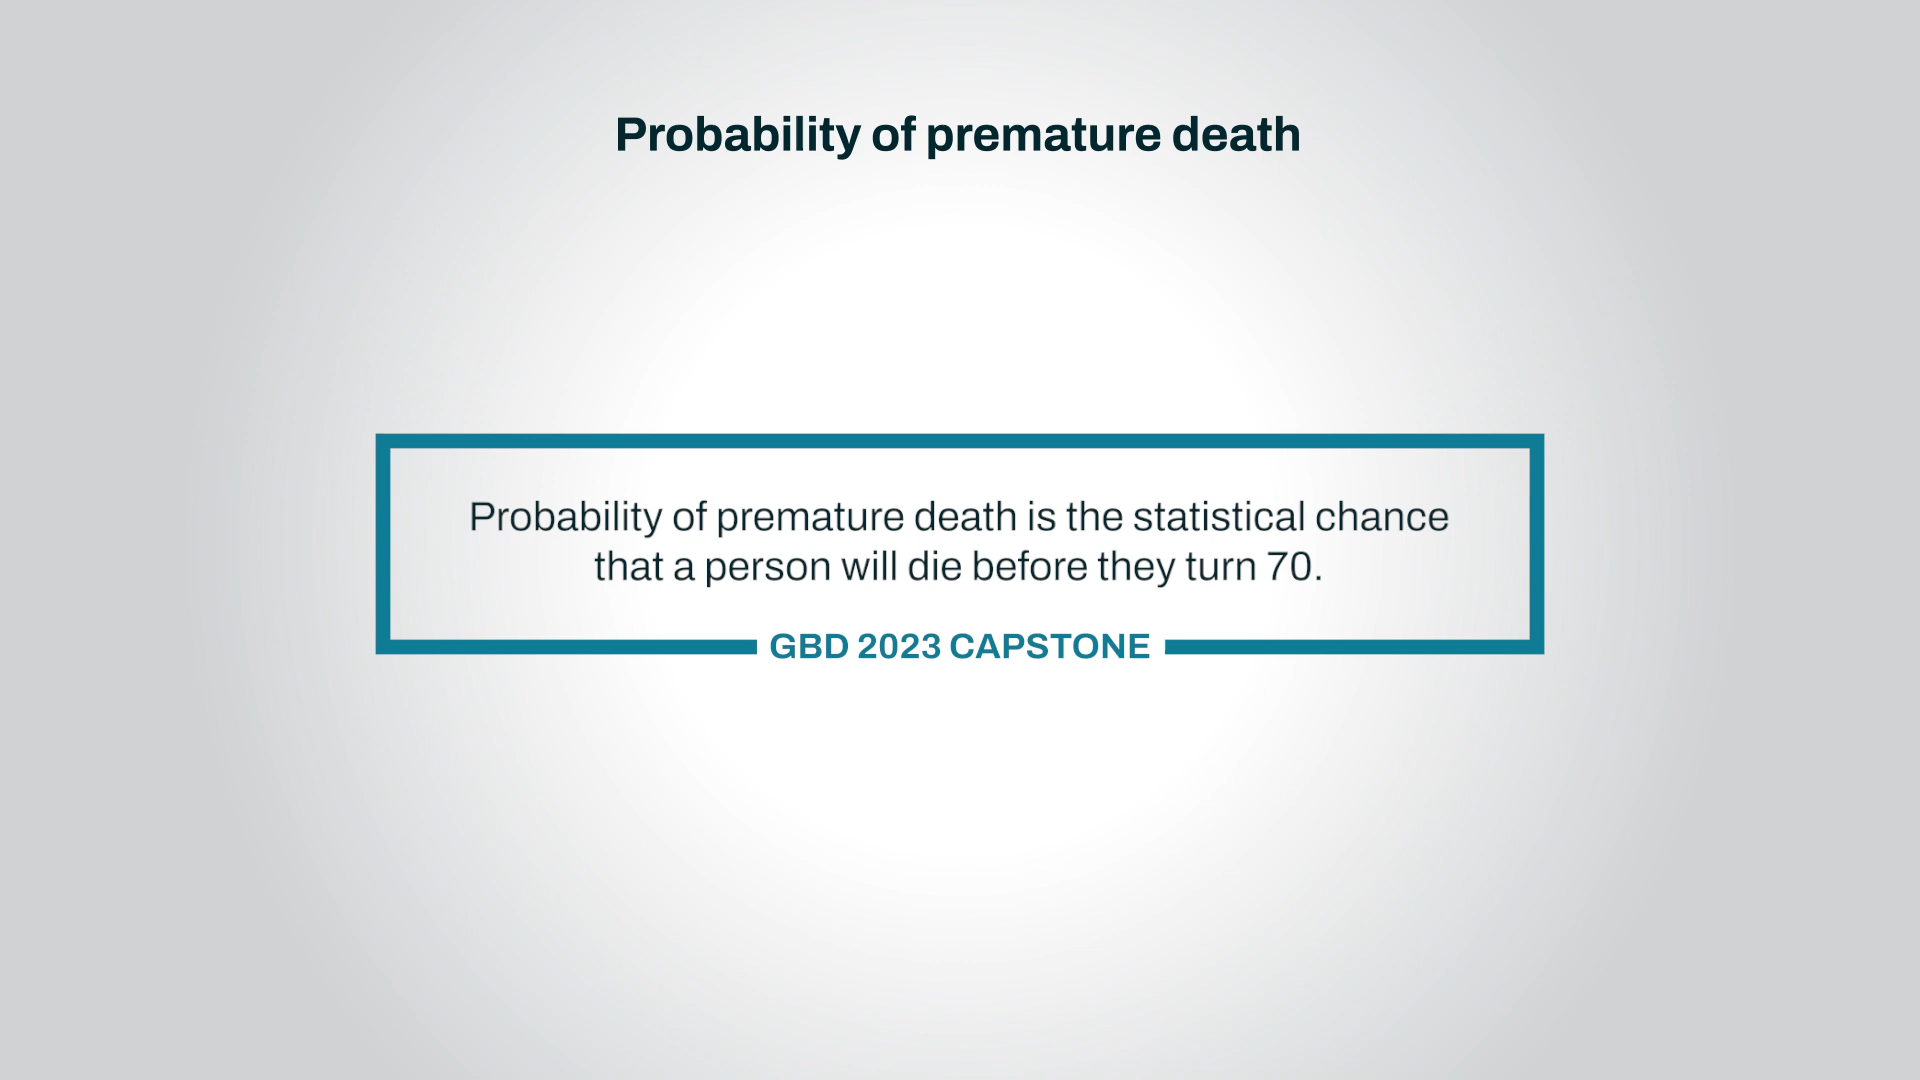 Probability of premature death
Probability of premature death is the statistical chance
that a person will die before they turn 70.
GBD 2023 CAPSTONE